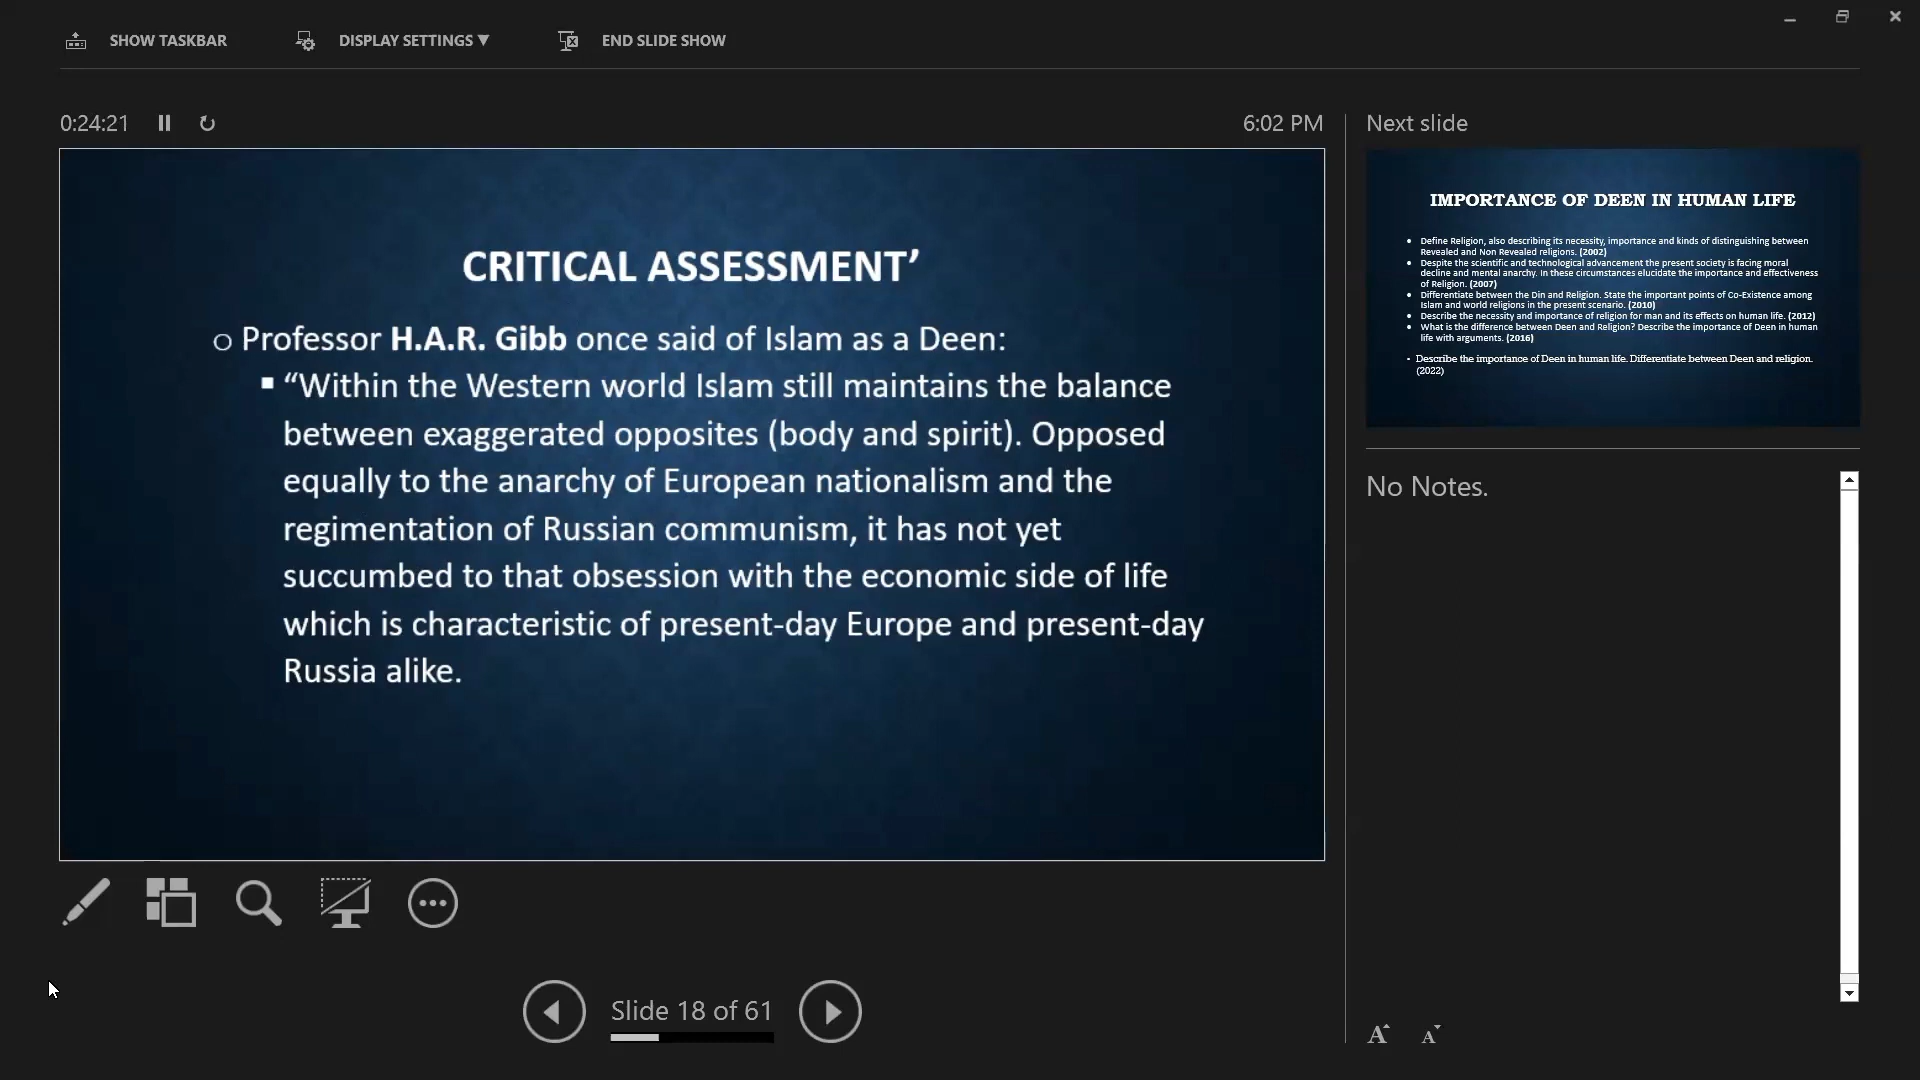 SHOW TASKBAR
DISPLAY SETTINGS ▼
END SLIDE SHOW
0:24:21
6:02 PM
CRITICAL ASSESSMENT’
o Professor H.A.R. Gibb once said of Islam as a Deen:
▪ “Within the Western world Islam still maintains the balance
between exaggerated opposites (body and spirit). Opposed
equally to the anarchy of European nationalism and the
regimentation of Russian communism, it has not yet
succumbed to that obsession with the economic side of life
which is characteristic of present-day Europe and present-day
Russia alike.
Slide 18 of 61
Next slide
IMPORTANCE OF DEEN IN HUMAN LIFE
• Define Religion, also describing its necessity, importance and kinds of distinguishing between
Revealed and Non Revealed religions. (2002)
• Despite the scientific and technological advancement the present society is facing moral
decline and mental anarchy. In these circumstances elucidate the importance and effectiveness
of Religion. (2007)
• Differentiate between the Din and Religion. State the important points of Co-Existence among
Islam and world religions in the present scenario. (2010)
• Describe the necessity and importance of religion for man and its effects on human life. (2012)
• What is the difference between Deen and Religion? Describe the importance of Deen in human
life with arguments. (2016)
• Describe the importance of Deen in human life. Differentiate between Deen and religion.
(2022)
No Notes.
A A